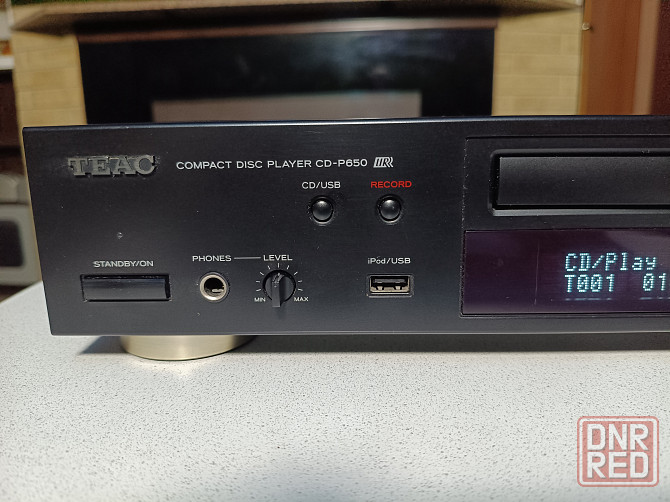 TEAC
COMPACT DISC PLAYER CD-P650
CD/USB
RECORD
STANDBY/ON
PHONES
LEVEL
MIN
MAX
iPod/USB
CD/Play
T001 01
DNR
RED